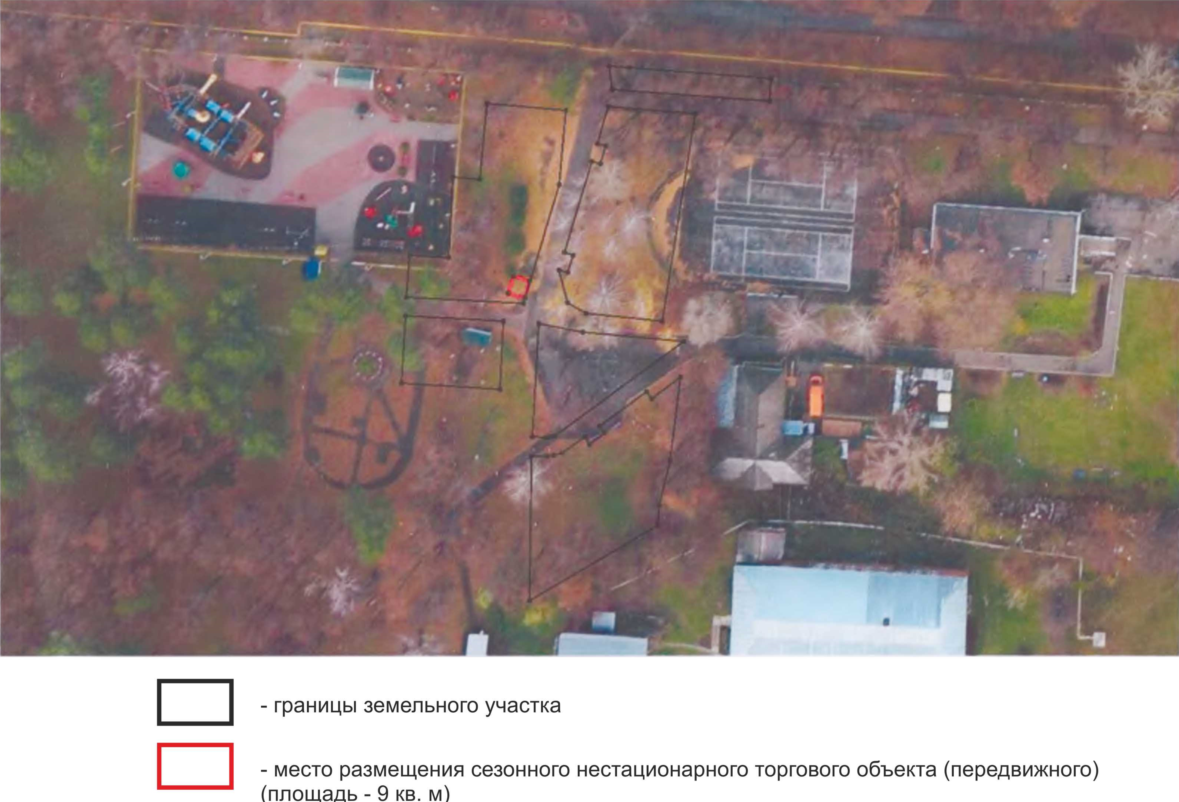 - границы земельного участка
- место размещения сезонного нестационарного торгового объекта (передвижного)
(площадь - 9 кв. м)